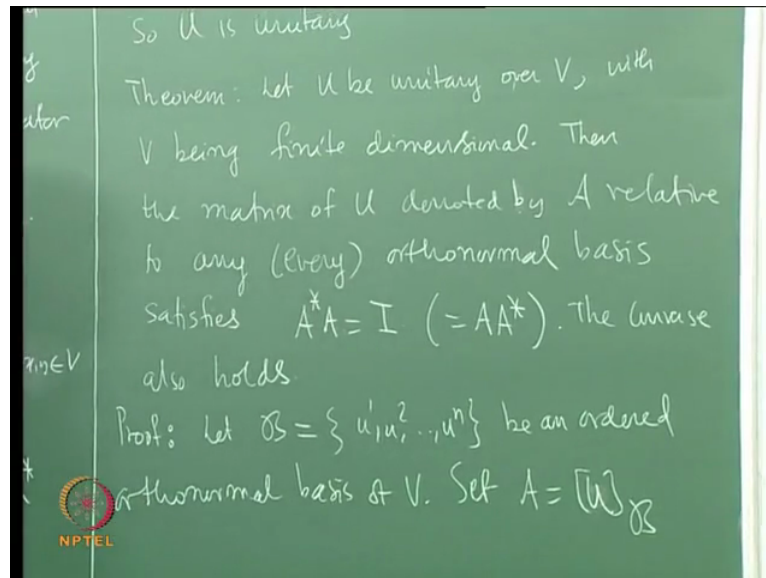 So U is unitary
y
Theorem: Let U be unitary over V, with
ator
V being finite dimensional. Then
the matrix of U denoted by A relative
to any (every) orthonormal basis
satisfies A*A = I (= AA*). The converse
x,y∈V
also holds.
Proof: Let ℬ = {u¹, u², .., uⁿ} be an ordered
orthonormal basis of V. Set A = [U]ℬ
NPTEL